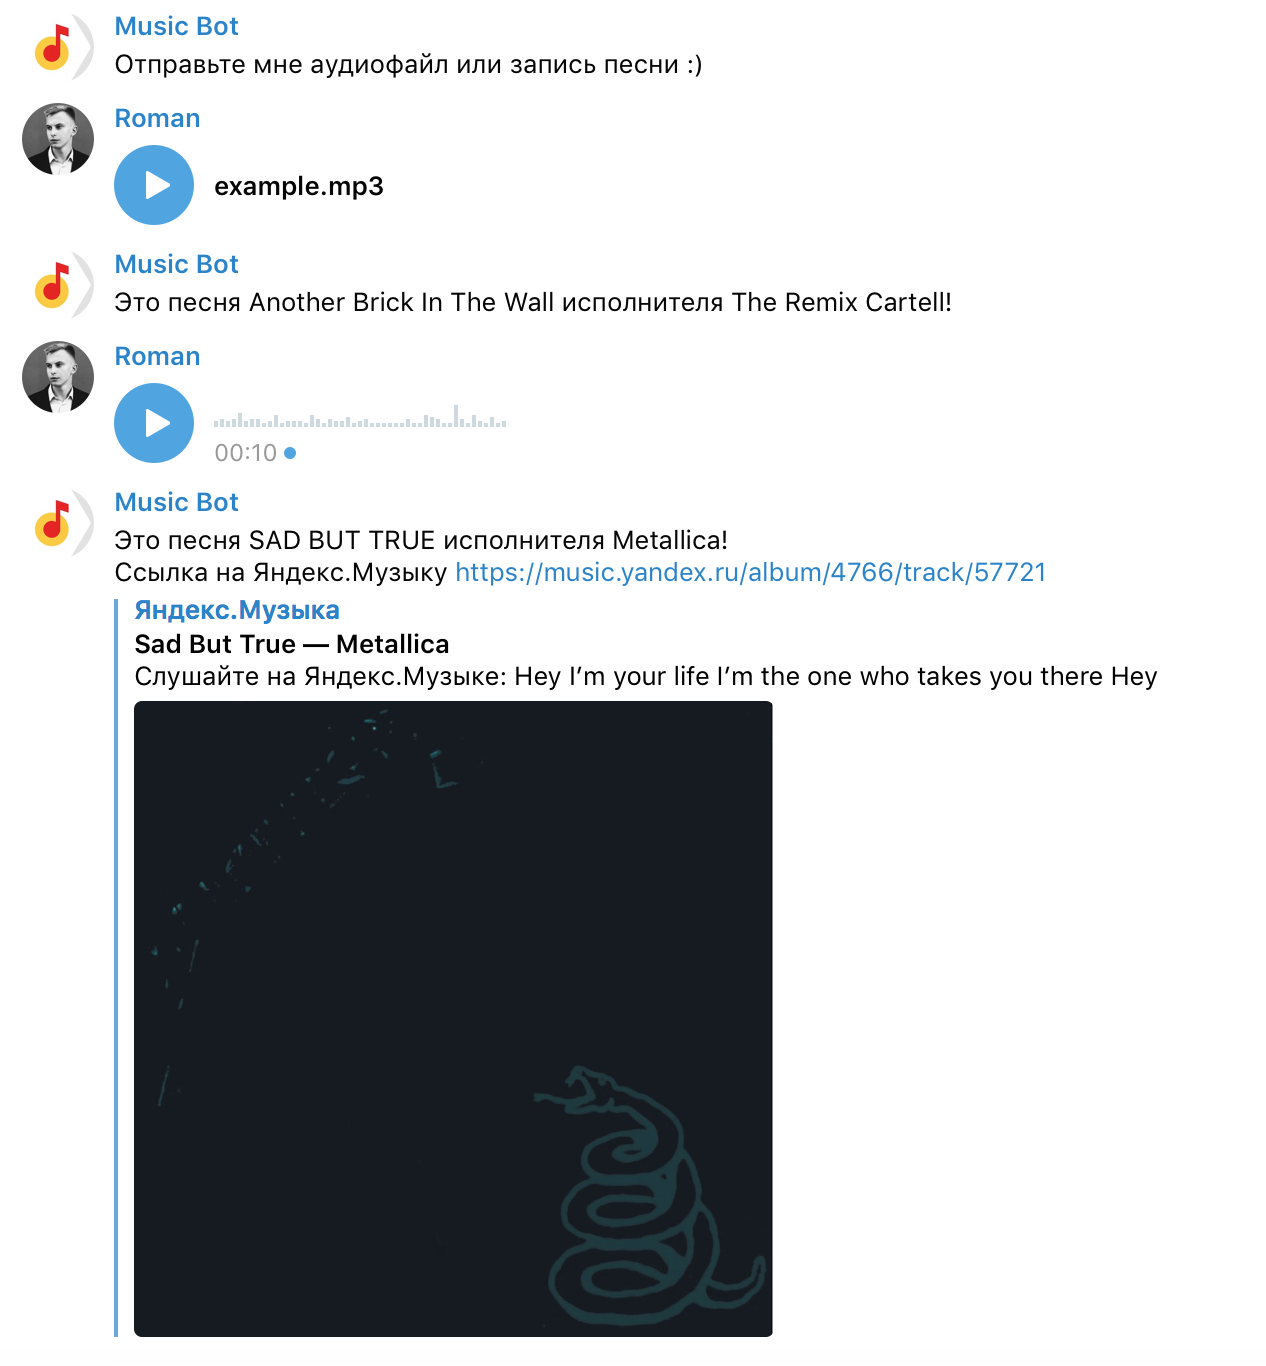 Music Bot
Отправьте мне аудиофайл или запись песни :)
Roman
example.mp3
Music Bot
Это песня Another Brick In The Wall исполнителя The Remix Cartell!
Roman
00:10
Music Bot
Это песня SAD BUT TRUE исполнителя Metallica!
Ссылка на Яндекс.Музыку https://music.yandex.ru/album/4766/track/57721
Яндекс.Музыка
Sad But True — Metallica
Слушайте на Яндекс.Музыке: Hey I’m your life I’m the one who takes you there Hey